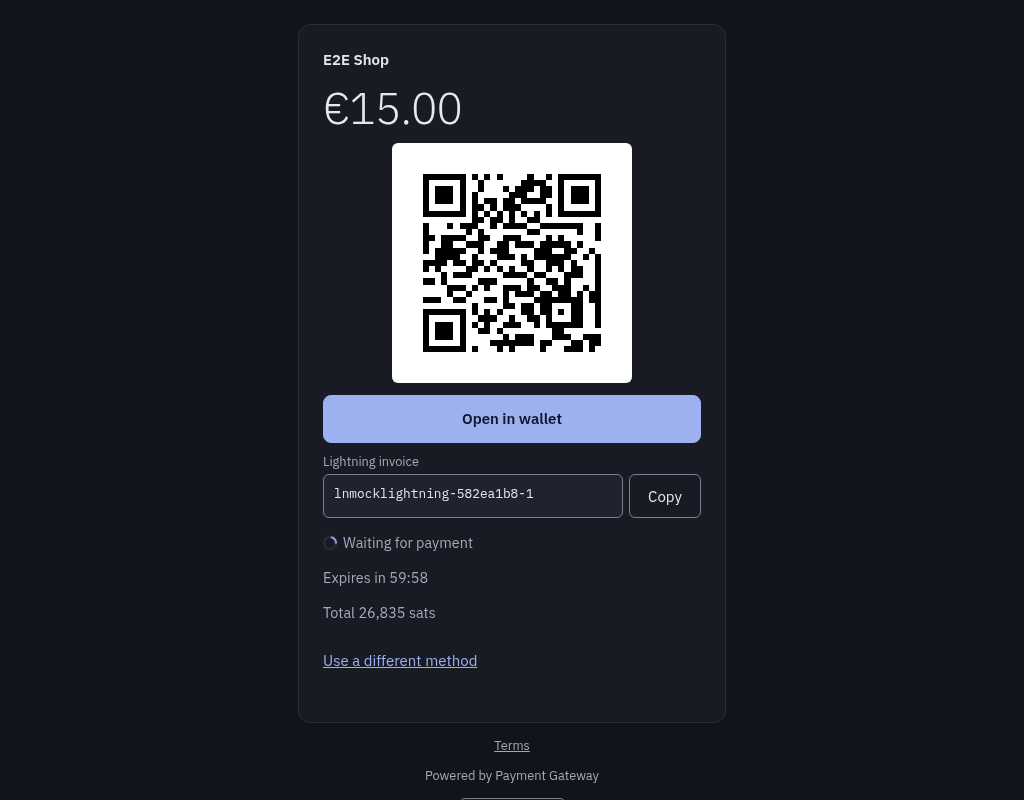 E2E Shop
€15.00
Open in wallet
Lightning invoice
lnmocklightning-582ea1b8-1
Copy
Waiting for payment
Expires in 59:58
Total 26,835 sats
Use a different method
Terms
Powered by Payment Gateway